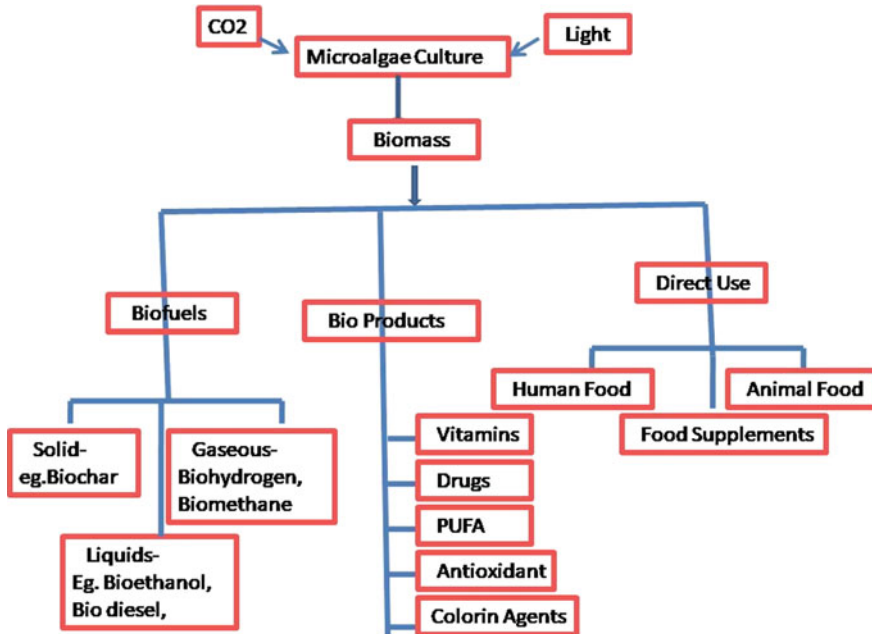 CO2
Light
Microalgae Culture
Biomass
Biofuels
Bio Products
Direct Use
Solid-
eg.Biochar
Gaseous-
Biohydrogen,
Biomethane
Liquids-
Eg. Bioethanol,
Bio diesel,
Vitamins
Drugs
PUFA
Antioxidant
Colorin Agents
Human Food
Animal Food
Food Supplements